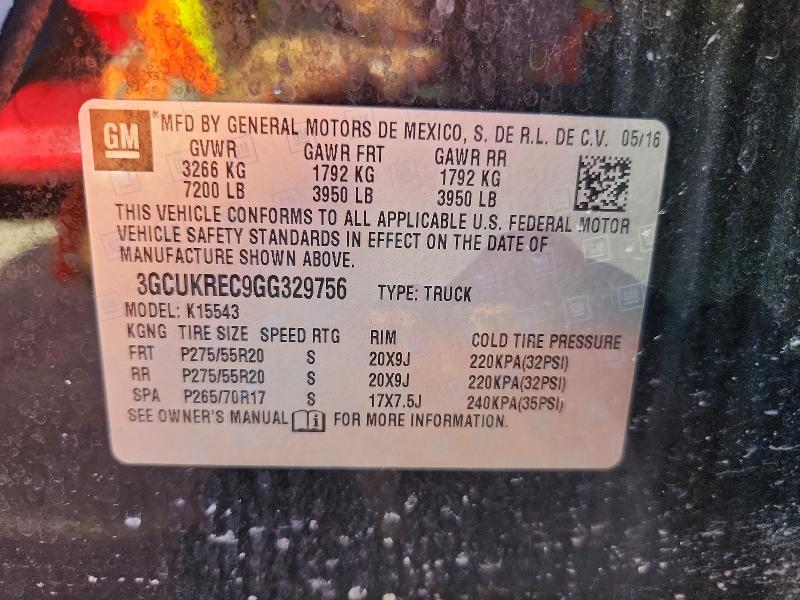 GM ® MFD BY GENERAL MOTORS DE MEXICO, S. DE R.L. DE C.V. 05/16
GVWR GAWR FRT GAWR RR
3266 KG 1792 KG 1792 KG
7200 LB 3950 LB 3950 LB
THIS VEHICLE CONFORMS TO ALL APPLICABLE U.S. FEDERAL MOTOR
VEHICLE SAFETY STANDARDS IN EFFECT ON THE DATE OF
MANUFACTURE SHOWN ABOVE.
3GCUKREC9GG329756 TYPE: TRUCK
MODEL: K15543
KGNG TIRE SIZE SPEED RTG RIM COLD TIRE PRESSURE
FRT P275/55R20 S 20X9J 220KPA(32PSI)
RR P275/55R20 S 20X9J 220KPA(32PSI)
SPA P265/70R17 S 17X7.5J 240KPA(35PSI)
SEE OWNER'S MANUAL i FOR MORE INFORMATION.